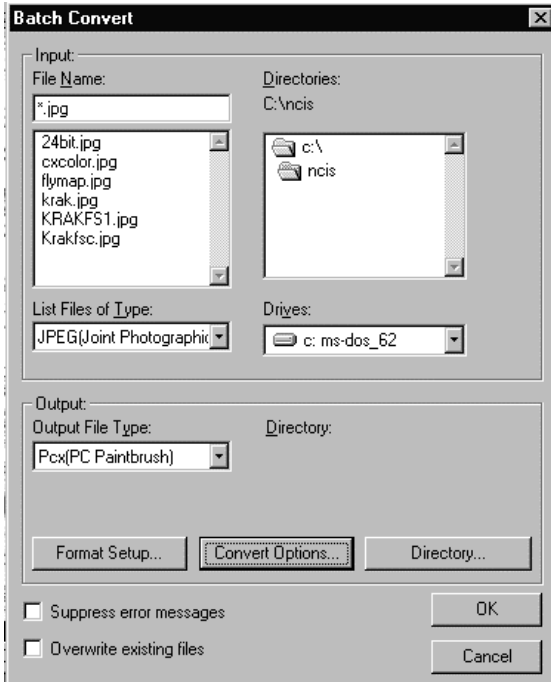 Batch Convert
Input:
File Name:
*.jpg
24bit.jpg
cxcolor.jpg
flymap.jpg
krak.jpg
KRAKFS1.jpg
Krakfsc.jpg
List Files of Type:
JPEG(Joint Photographic
Directories:
C:\ncis
c:\
ncis
Drives:
c: ms-dos_62
Output:
Output File Type:
Pcx(PC Paintbrush)
Directory:
Format Setup...
Convert Options...
Directory...
Suppress error messages
Overwrite existing files
OK
Cancel